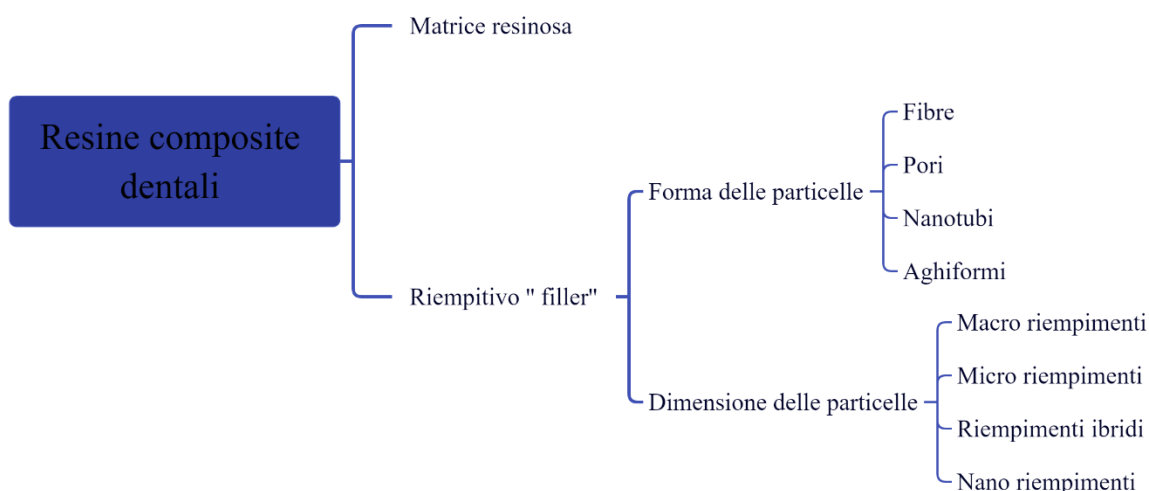 Resine composite
dentali
Matrice resinosa
Riempitivo " filler"
Forma delle particelle
Fibre
Pori
Nanotubi
Aghiformi
Dimensione delle particelle
Macro riempimenti
Micro riempimenti
Riempimenti ibridi
Nano riempimenti